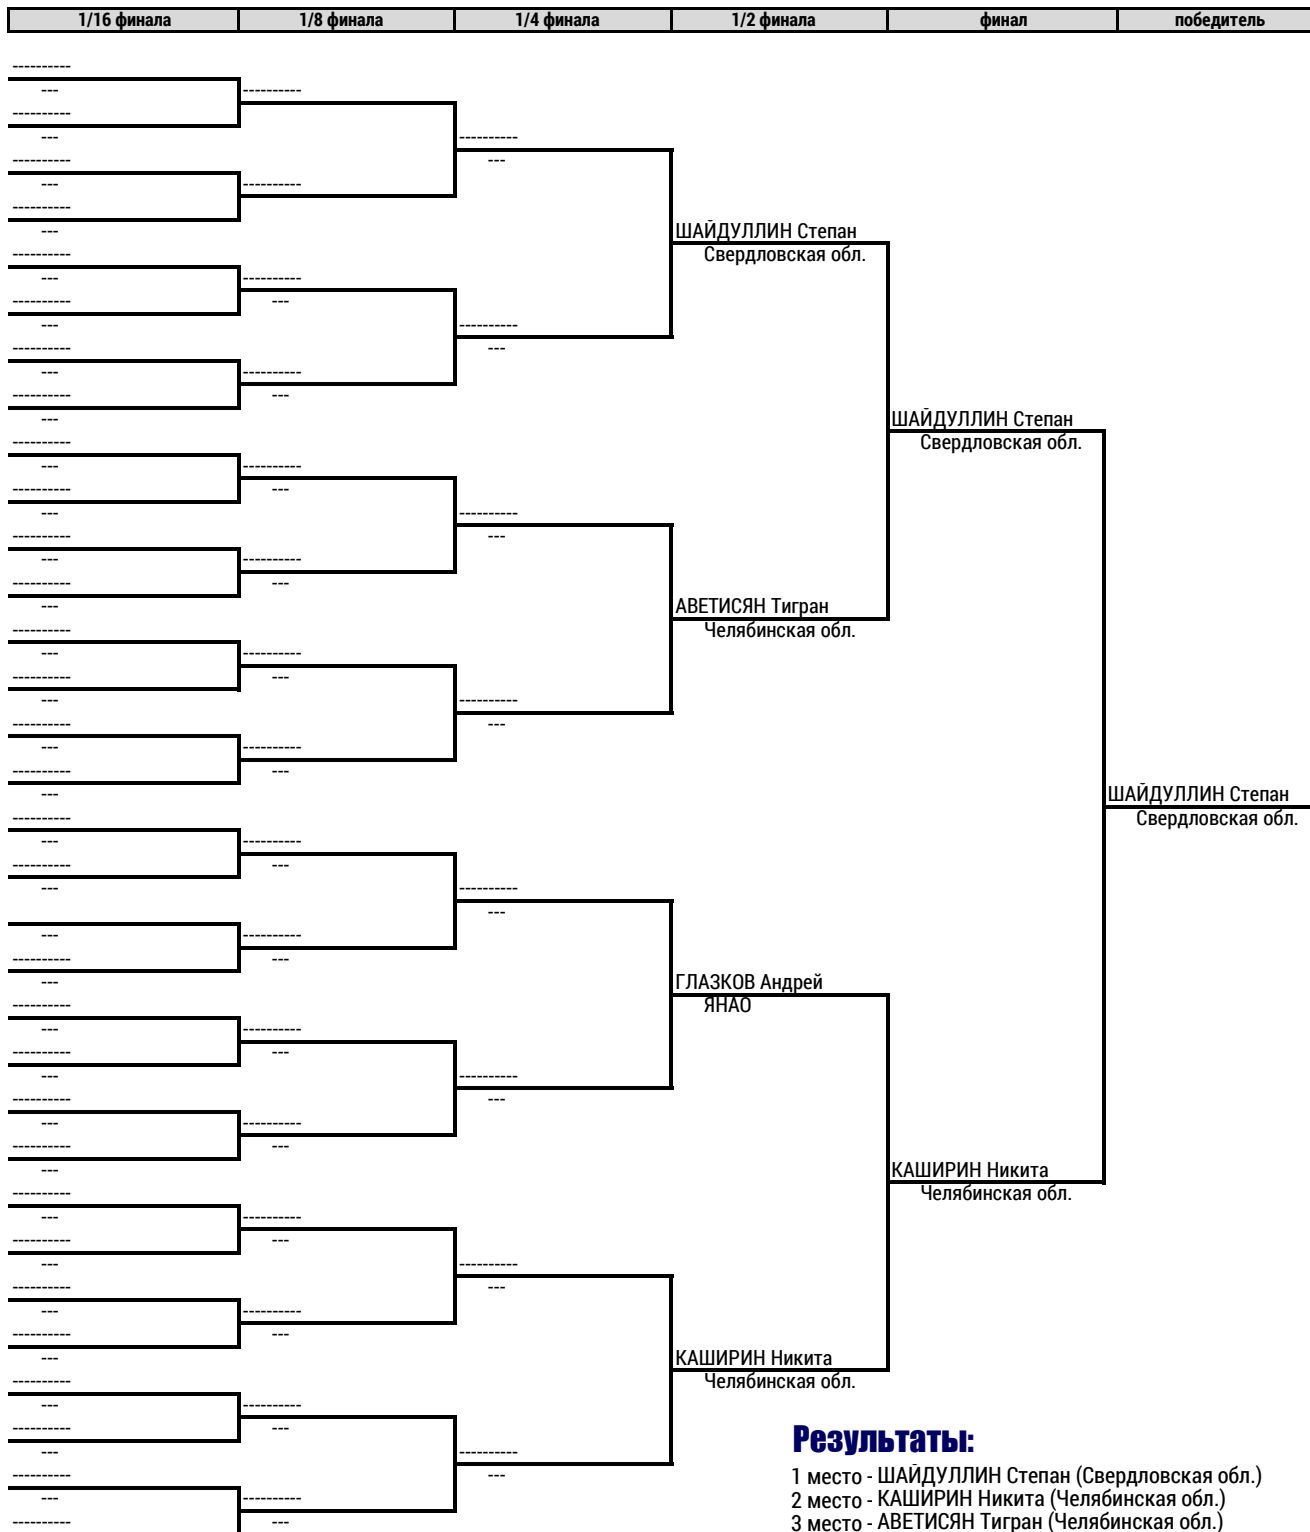 1/16 финала 1/8 финала 1/4 финала 1/2 финала финал победитель
----------
--- ----------
----------
--- ----------
---------- ---
--- ----------
----------
--- ШАЙДУЛЛИН Степан
---------- Свердловская обл.
--- ----------
---------- ---
--- ----------
---------- ---
--- ----------
---------- ---
--- ШАЙДУЛЛИН Степан
---------- Свердловская обл.
--- ----------
---------- ---
--- ----------
---------- ---
--- ----------
---------- ---
--- АВЕТИСЯН Тигран
---------- Челябинская обл.
--- ----------
---------- ---
--- ----------
---------- ---
--- ----------
---------- ---
--- ШАЙДУЛЛИН Степан
---------- Свердловская обл.
--- ----------
---------- ---
--- ----------
---
--- ----------
---------- ---
--- ГЛАЗКОВ Андрей
---------- ЯНАО
--- ----------
---------- ---
--- ----------
---------- ---
--- ----------
---------- ---
--- КАШИРИН Никита
---------- Челябинская обл.
--- ----------
---------- ---
--- ----------
---------- ---
--- ----------
---------- ---
--- КАШИРИН Никита
---------- Челябинская обл.
--- ----------
---------- ---
Результаты:
--- ----------
---------- ---
1 место - ШАЙДУЛЛИН Степан (Свердловская обл.)
--- ----------
2 место - КАШИРИН Никита (Челябинская обл.)
---------- ---
3 место - АВЕТИСЯН Тигран (Челябинская обл.)